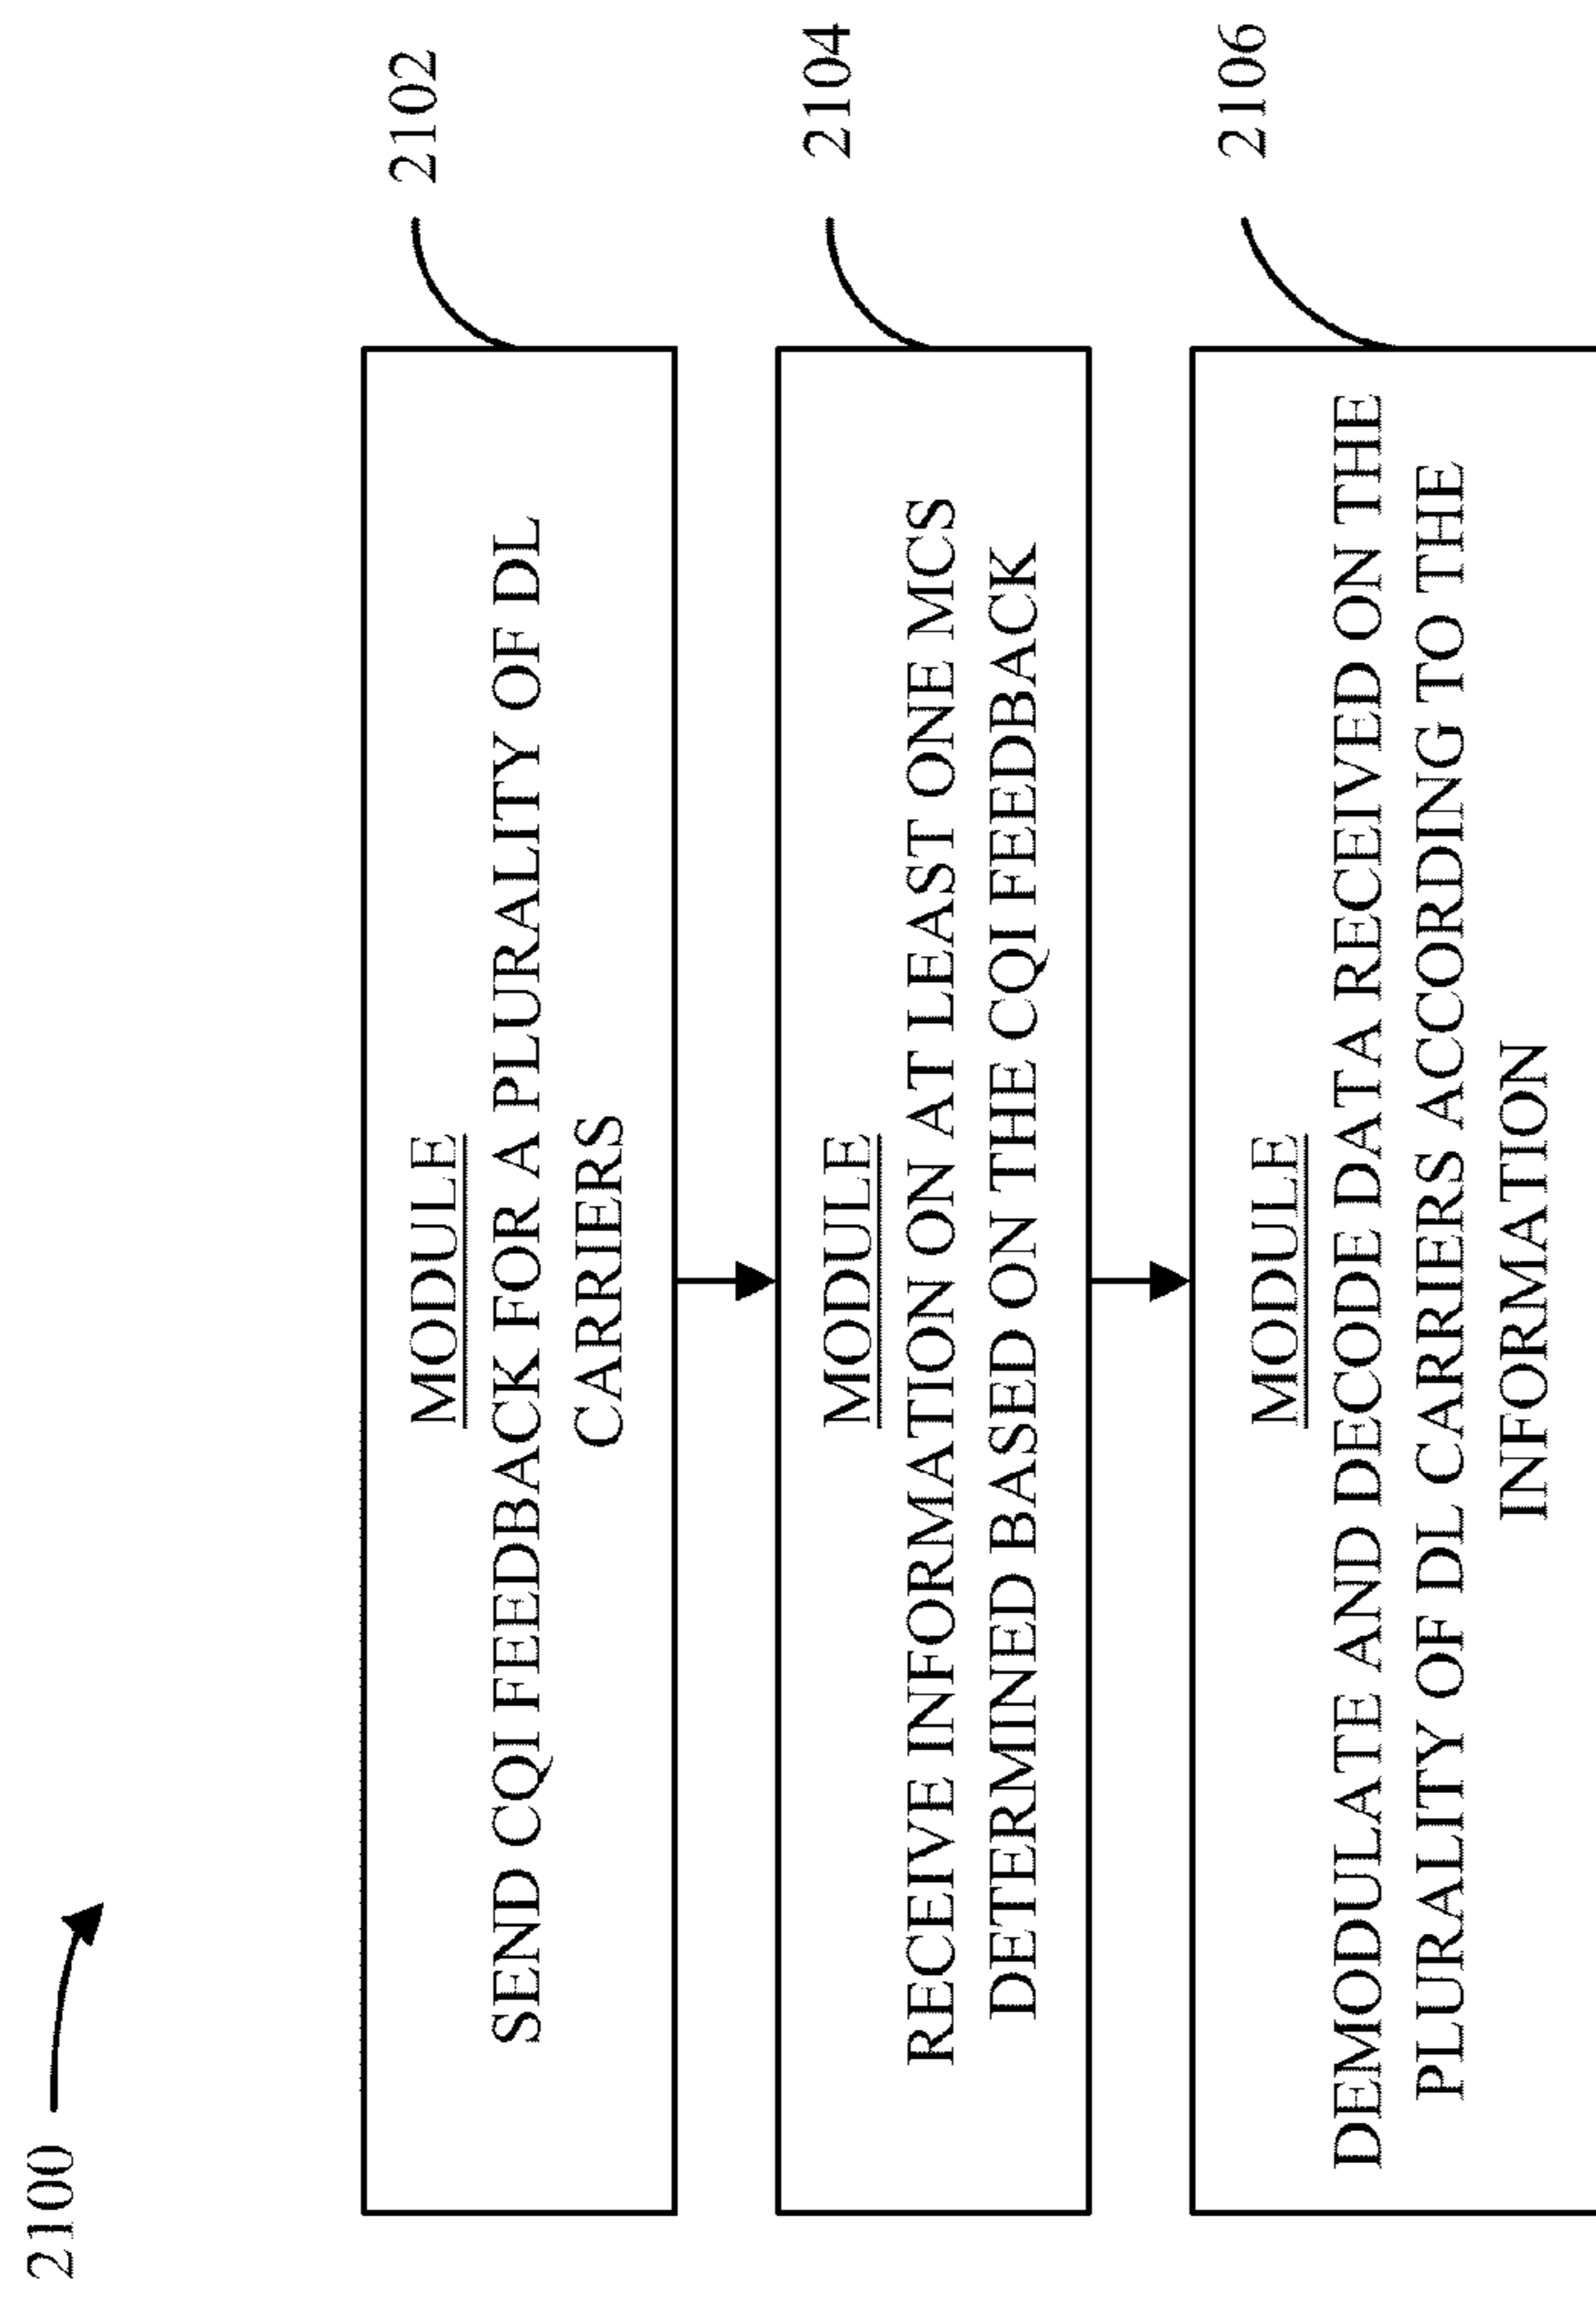 2100
MODULE
SEND CQI FEEDBACK FOR A PLURALITY OF DL
CARRIERS
2102
MODULE
RECEIVE INFORMATION ON AT LEAST ONE MCS
DETERMINED BASED ON THE CQI FEEDBACK
2104
MODULE
DEMODULATE AND DECODE DATA RECEIVED ON THE
PLURALITY OF DL CARRIERS ACCORDING TO THE
INFORMATION
2106